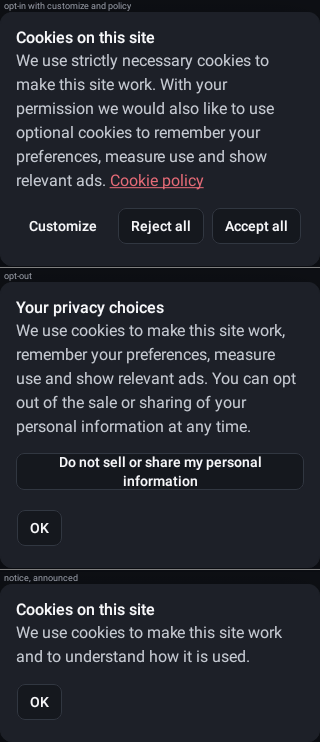 opt-in with customize and policy
Cookies on this site
We use strictly necessary cookies to
make this site work. With your
permission we would also like to use
optional cookies to remember your
preferences, measure use and show
relevant ads. Cookie policy
Customize Reject all Accept all
opt-out
Your privacy choices
We use cookies to make this site work,
remember your preferences, measure
use and show relevant ads. You can opt
out of the sale or sharing of your
personal information at any time.
Do not sell or share my personal
information
OK
notice, announced
Cookies on this site
We use cookies to make this site work
and to understand how it is used.
OK